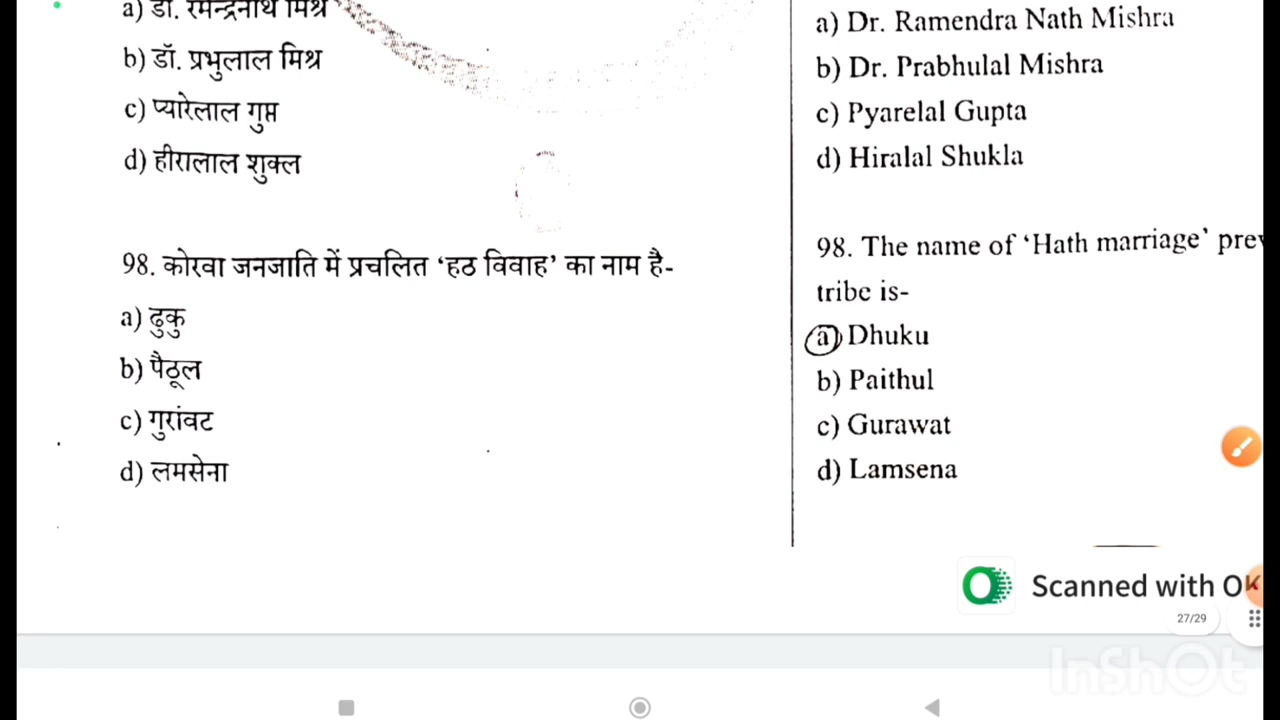 a) डॉ. रमेन्द्रनाथ मिश्र
b) डॉ. प्रभुलाल मिश्र
c) प्यारेलाल गुप्त
d) हीरालाल शुक्ल
98. कोरवा जनजाति में प्रचलित ‘हठ विवाह’ का नाम है-
a) ढुकु
b) पैठूल
c) गुरांवट
d) लमसेना
a) Dr. Ramendra Nath Mishra
b) Dr. Prabhulal Mishra
c) Pyarelal Gupta
d) Hiralal Shukla
98. The name of ‘Hath marriage’ prev
tribe is-
a) Dhuku
b) Paithul
c) Gurawat
d) Lamsena
Scanned with OK
27/29
InShOt